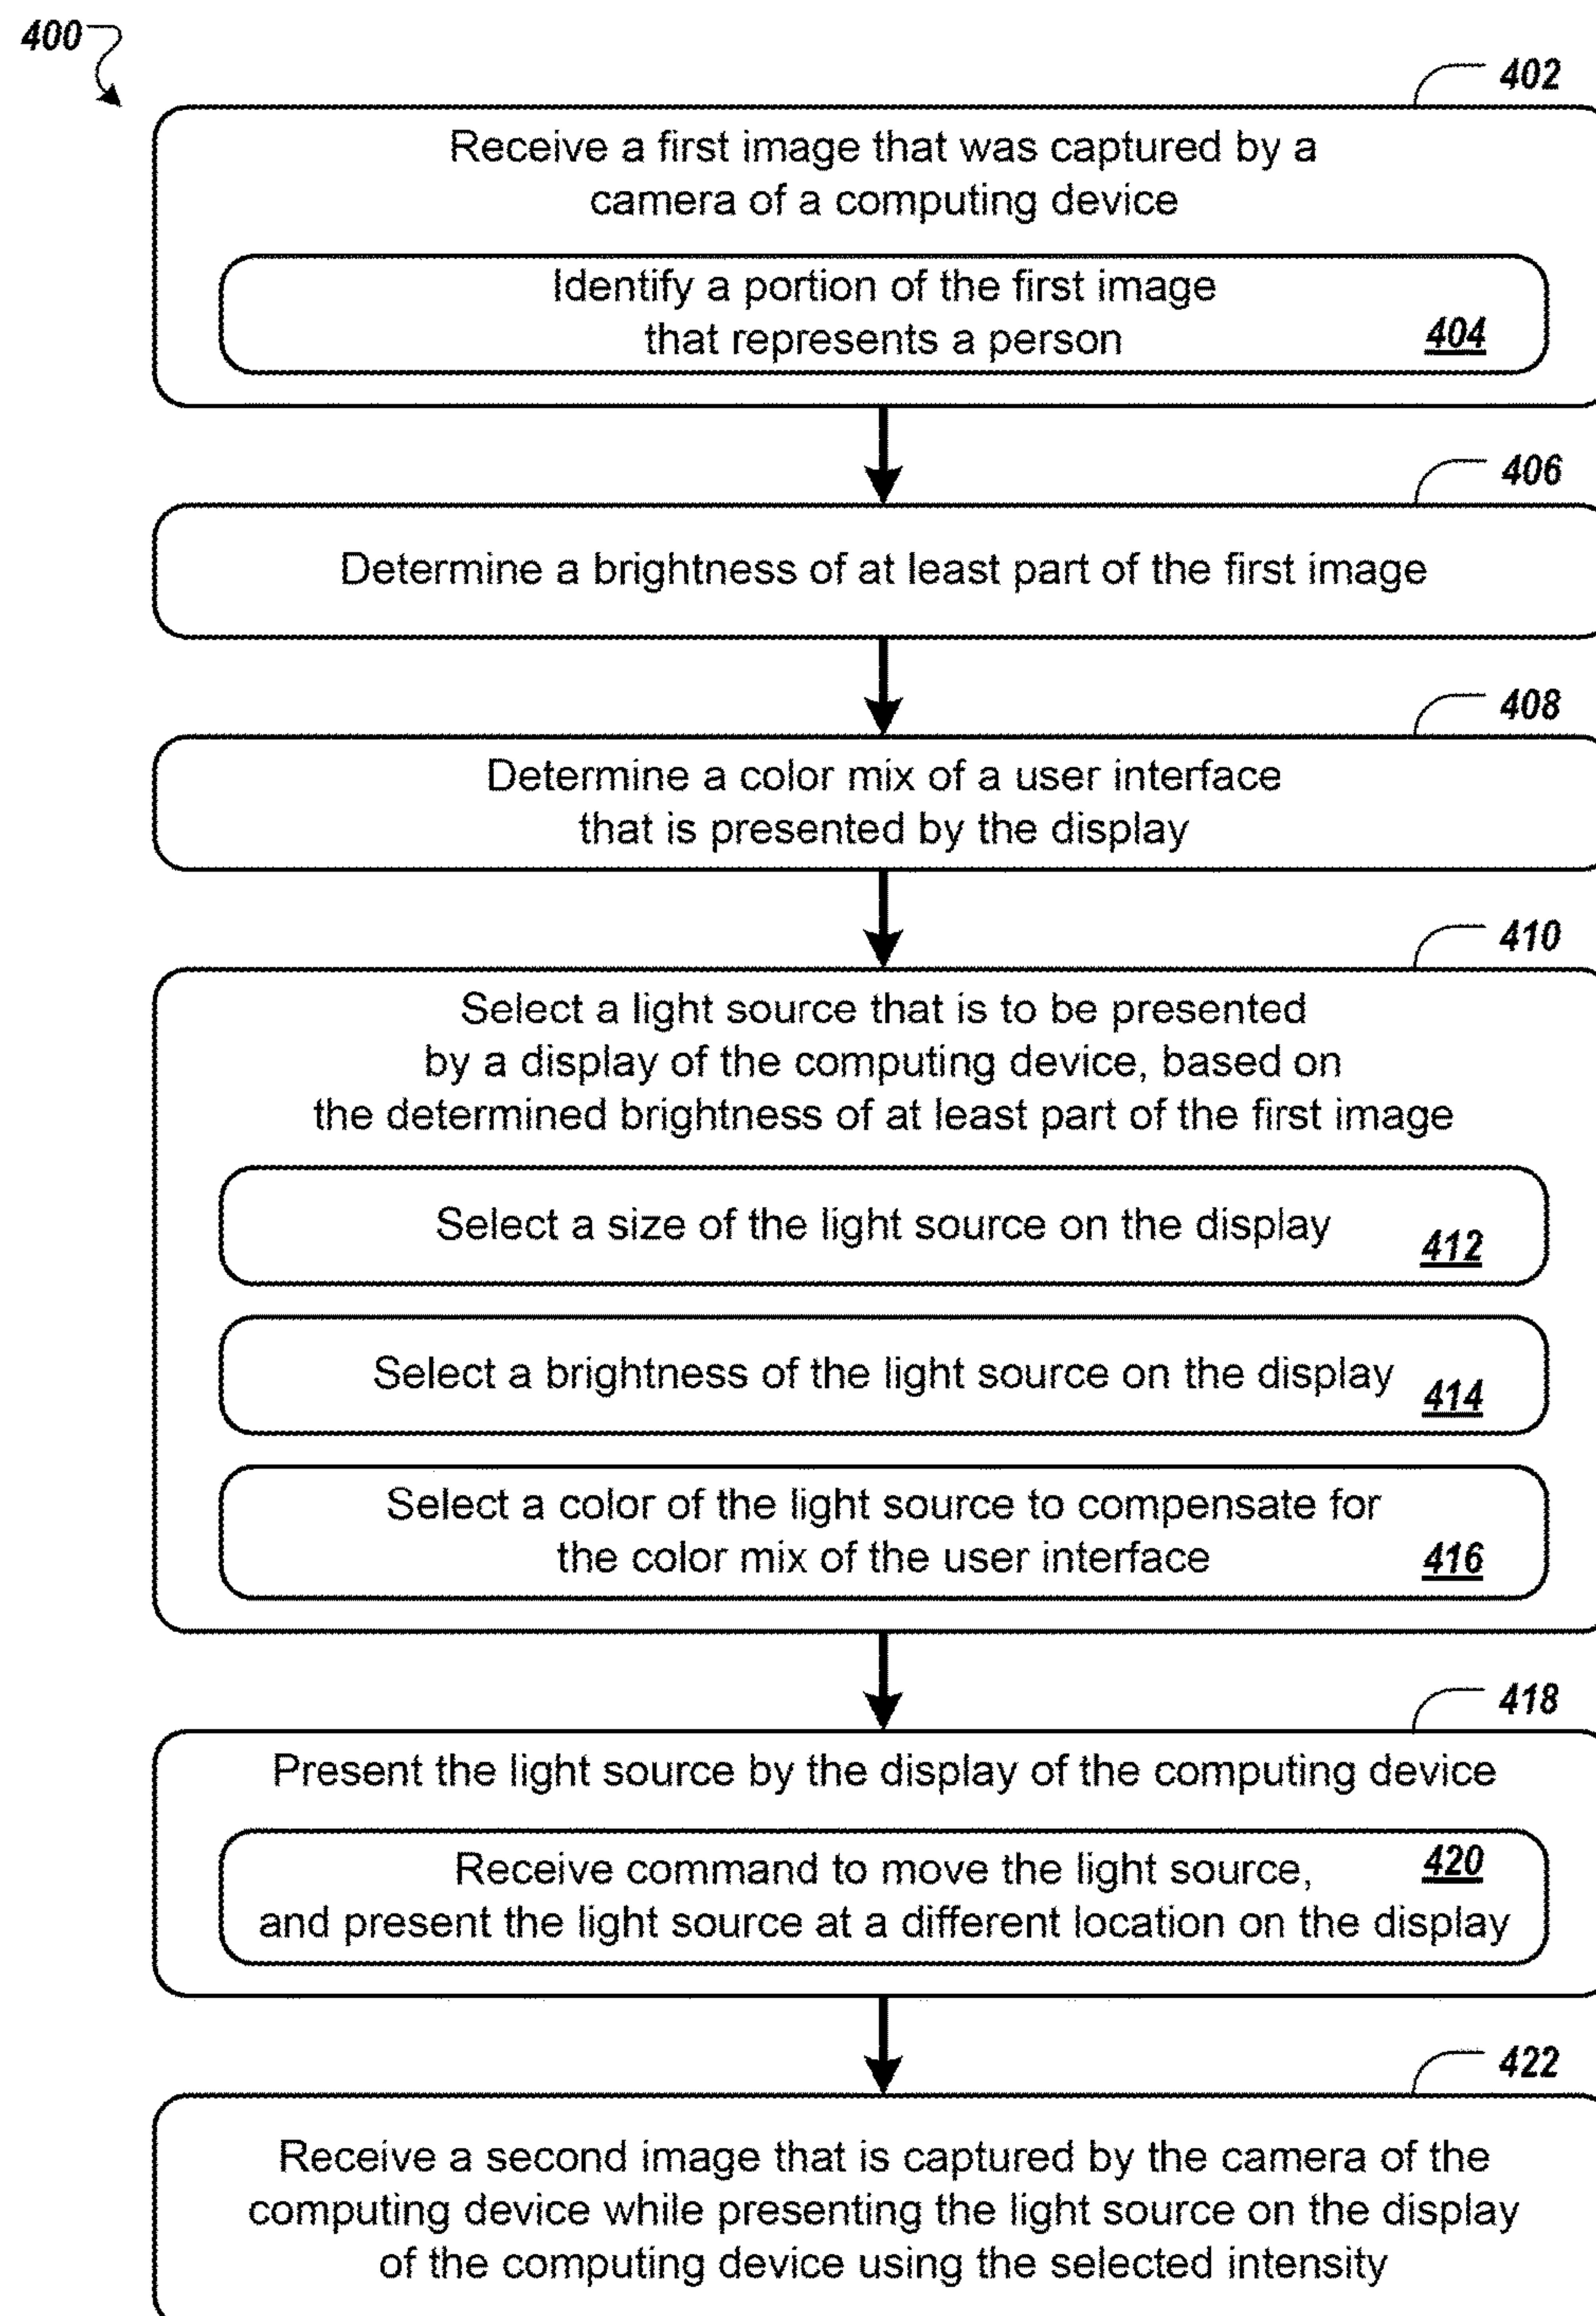 400
402
Receive a first image that was captured by a
camera of a computing device
Identify a portion of the first image
that represents a person 404
406
Determine a brightness of at least part of the first image
408
Determine a color mix of a user interface
that is presented by the display
410
Select a light source that is to be presented
by a display of the computing device, based on
the determined brightness of at least part of the first image
Select a size of the light source on the display 412
Select a brightness of the light source on the display 414
Select a color of the light source to compensate for
the color mix of the user interface 416
418
Present the light source by the display of the computing device
Receive command to move the light source, 420
and present the light source at a different location on the display
422
Receive a second image that is captured by the camera of the
computing device while presenting the light source on the display
of the computing device using the selected intensity